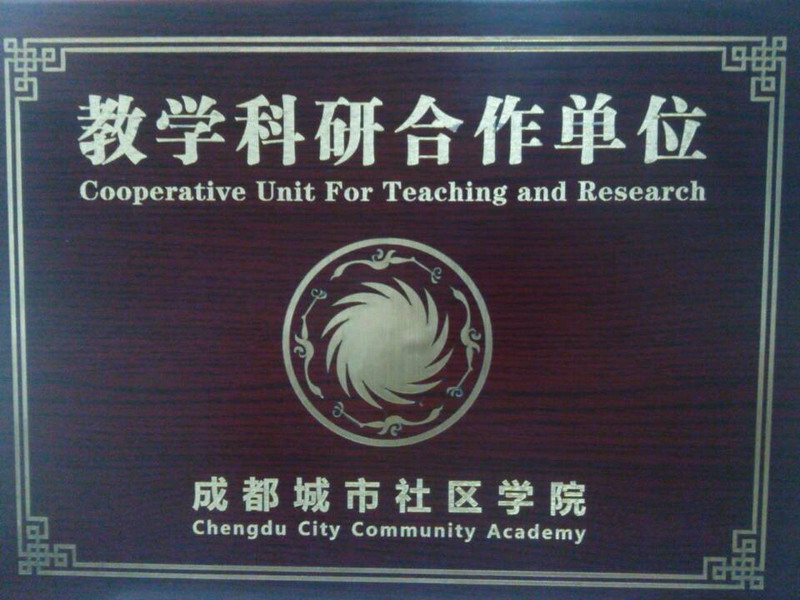 教学科研合作单位
Cooperative Unit For Teaching and Research
成都城市社区学院
Chengdu City Community Academy